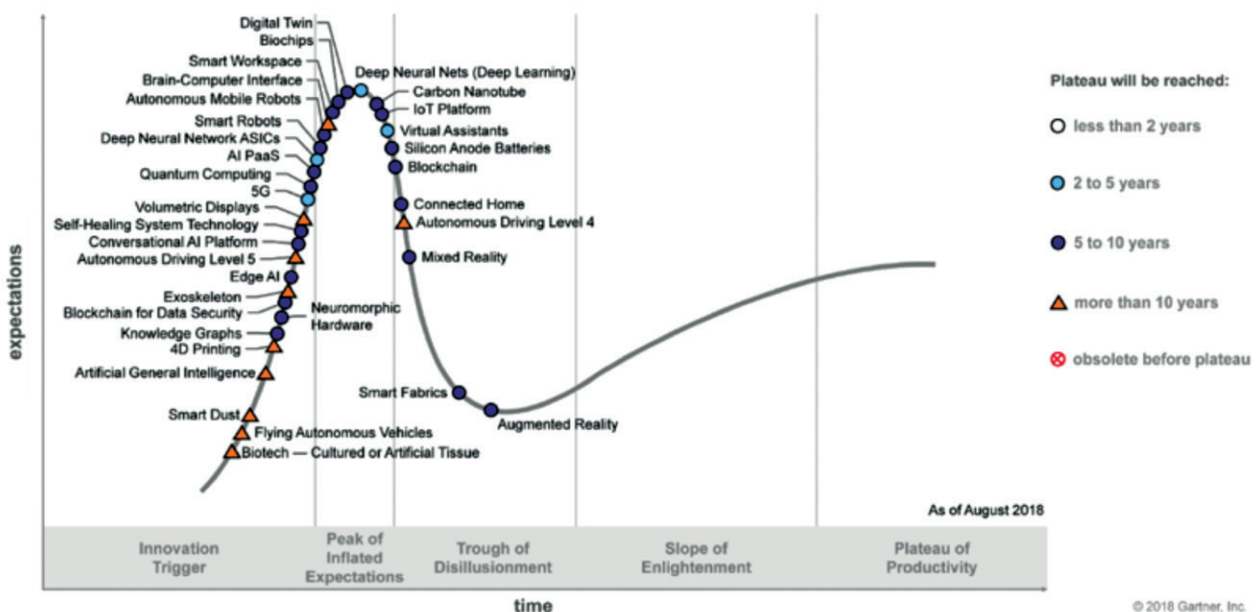 Digital Twin
Biochips
Smart Workspace
Brain-Computer Interface
Autonomous Mobile Robots
Smart Robots
Deep Neural Network ASICs
AI PaaS
Quantum Computing
5G
Volumetric Displays
Self-Healing System Technology
Conversational AI Platform
Autonomous Driving Level 5
Edge AI
Exoskeleton
Blockchain for Data Security
Neuromorphic
Hardware
Knowledge Graphs
4D Printing
Artificial General Intelligence
Smart Dust
Flying Autonomous Vehicles
Biotech — Cultured or Artificial Tissue
Deep Neural Nets (Deep Learning)
Carbon Nanotube
IoT Platform
Virtual Assistants
Silicon Anode Batteries
Blockchain
Connected Home
Autonomous Driving Level 4
Mixed Reality
Smart Fabrics
Augmented Reality
Plateau will be reached:
less than 2 years
2 to 5 years
5 to 10 years
more than 10 years
obsolete before plateau
As of August 2018
expectations
Innovation
Trigger
Peak of
Inflated
Expectations
Trough of
Disillusionment
Slope of
Enlightenment
Plateau of
Productivity
time
© 2018 Gartner, Inc.